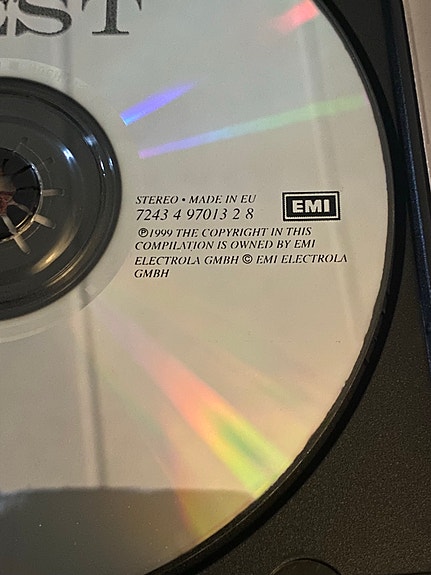 EST
STEREO • MADE IN EU
7243 4 97013 2 8
EMI
℗1999 THE COPYRIGHT IN THIS
COMPILATION IS OWNED BY EMI
ELECTROLA GMBH © EMI ELECTROLA
GMBH